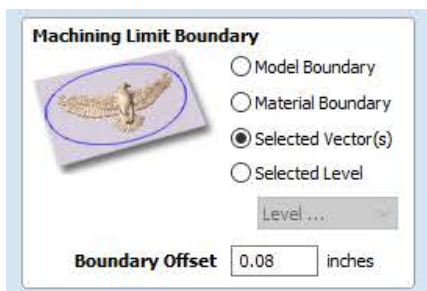 Machining Limit Boundary
Model Boundary
Material Boundary
Selected Vector(s)
Selected Level
Level ...
Boundary Offset 0.08 inches